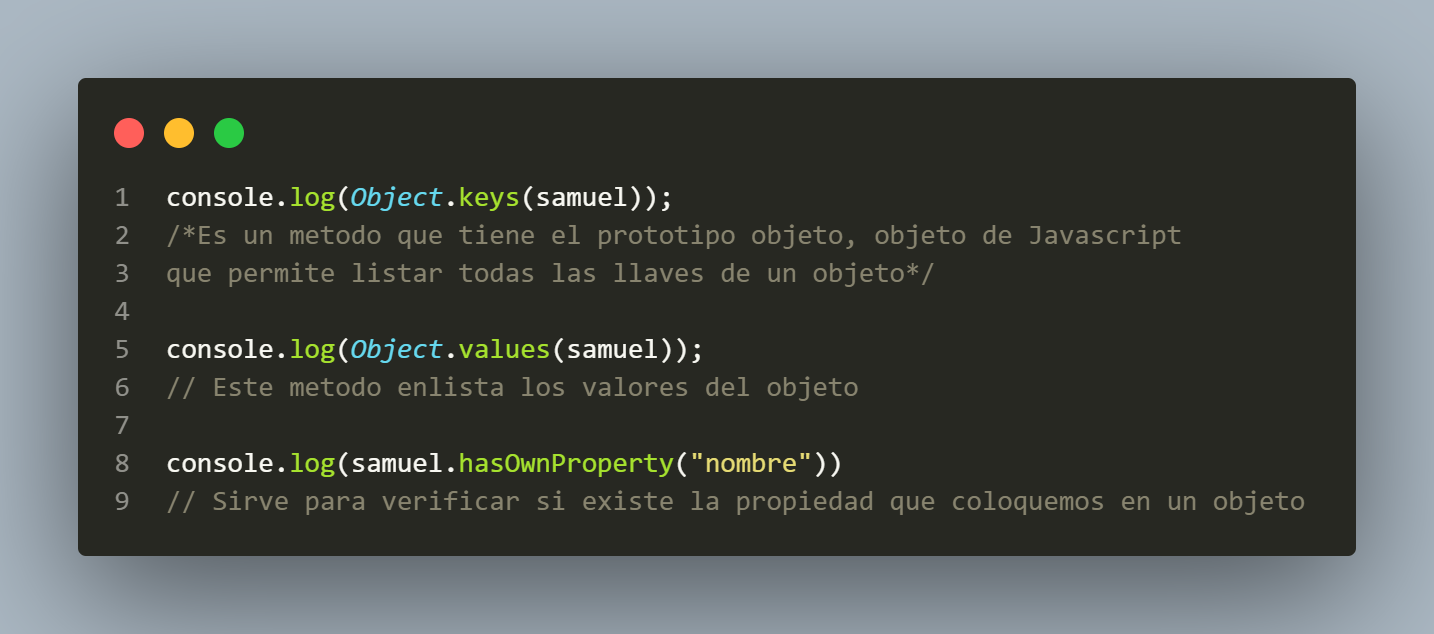 1 console.log(Object.keys(samuel));
2 /*Es un metodo que tiene el prototipo objeto, objeto de Javascript
3 que permite listar todas las llaves de un objeto*/
4
5 console.log(Object.values(samuel));
6 // Este metodo enlista los valores del objeto
7
8 console.log(samuel.hasOwnProperty("nombre"))
9 // Sirve para verificar si existe la propiedad que coloquemos en un objeto